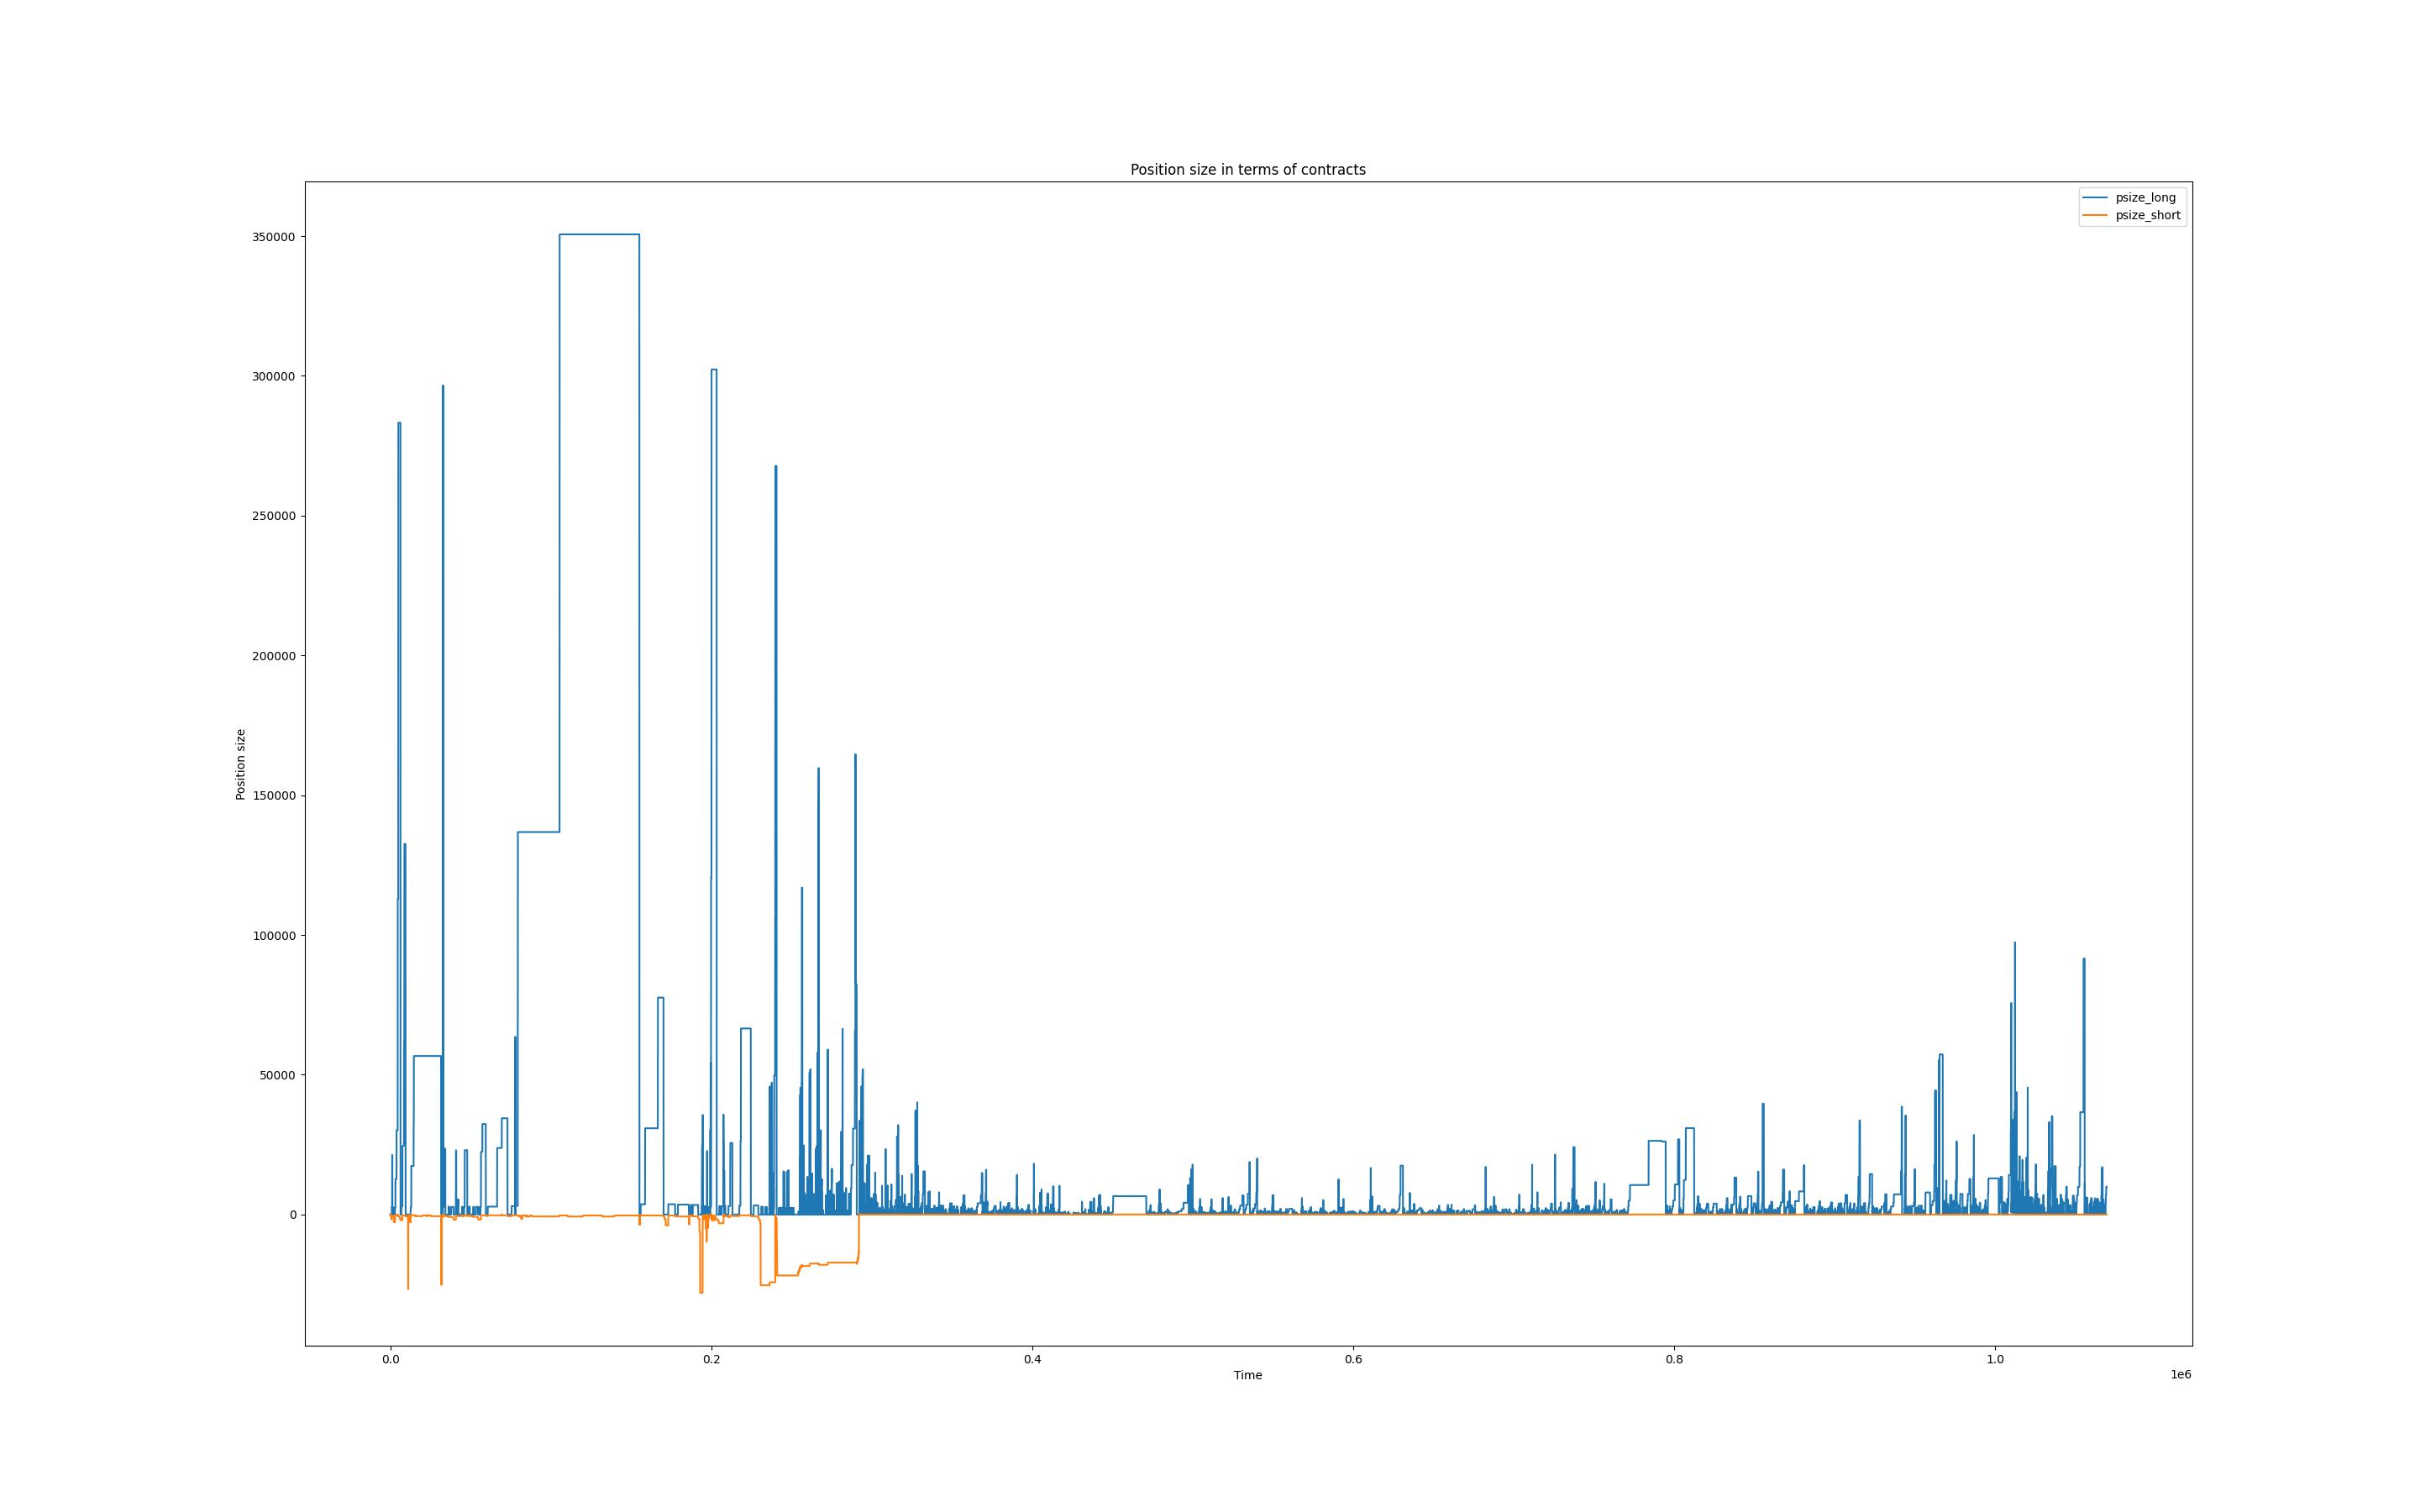 Position size in terms of contracts
psize_long
psize_short
350000
300000
250000
200000
150000
100000
50000
0
Position size
0.0 0.2 0.4 0.6 0.8 1.0
Time
1e6